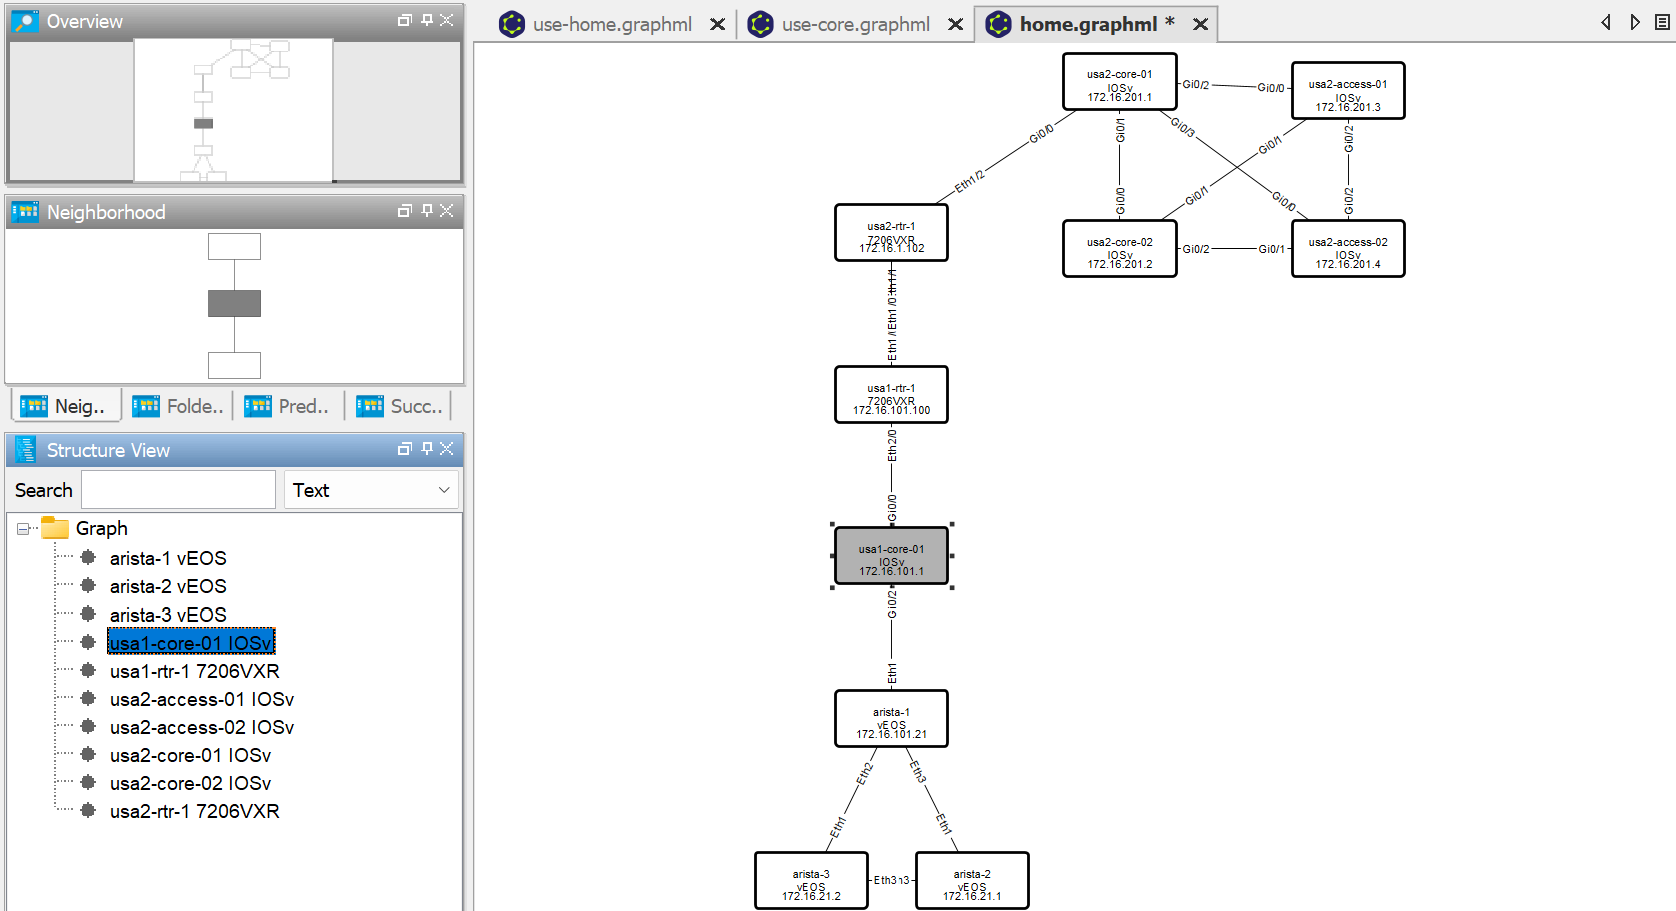 Overview
use-home.graphml
use-core.graphml
home.graphml *
Neighborhood
Neig..
Folde..
Pred..
Succ..
Structure View
Search
Text
Graph
arista-1 vEOS
arista-2 vEOS
arista-3 vEOS
usa1-core-01 IOSv
usa1-rtr-1 7206VXR
usa2-access-01 IOSv
usa2-access-02 IOSv
usa2-core-01 IOSv
usa2-core-02 IOSv
usa2-rtr-1 7206VXR
usa2-core-01
IOSv
172.16.201.1
Gi0/2
Gi0/0
usa2-access-01
IOSv
172.16.201.3
Gi0/0
Gi0/1
Gi0/3
Gi0/1
Gi0/2
Eth1/2
Gi0/0
Gi0/1
Gi0/0
Gi0/2
usa2-rtr-1
7206VXR
172.16.1.102
usa2-core-02
IOSv
172.16.201.2
Gi0/2
Gi0/1
usa2-access-02
IOSv
172.16.201.4
usa1-rtr-1
7206VXR
172.16.101.100
Eth2/0
Gi0/0
usa1-core-01
IOSv
172.16.101.1
Gi0/2
Eth1
arista-1
vEOS
172.16.101.21
Eth2
Eth3
Eth1
Eth1
arista-3
vEOS
172.16.21.2
Eth3
arista-2
vEOS
172.16.21.1